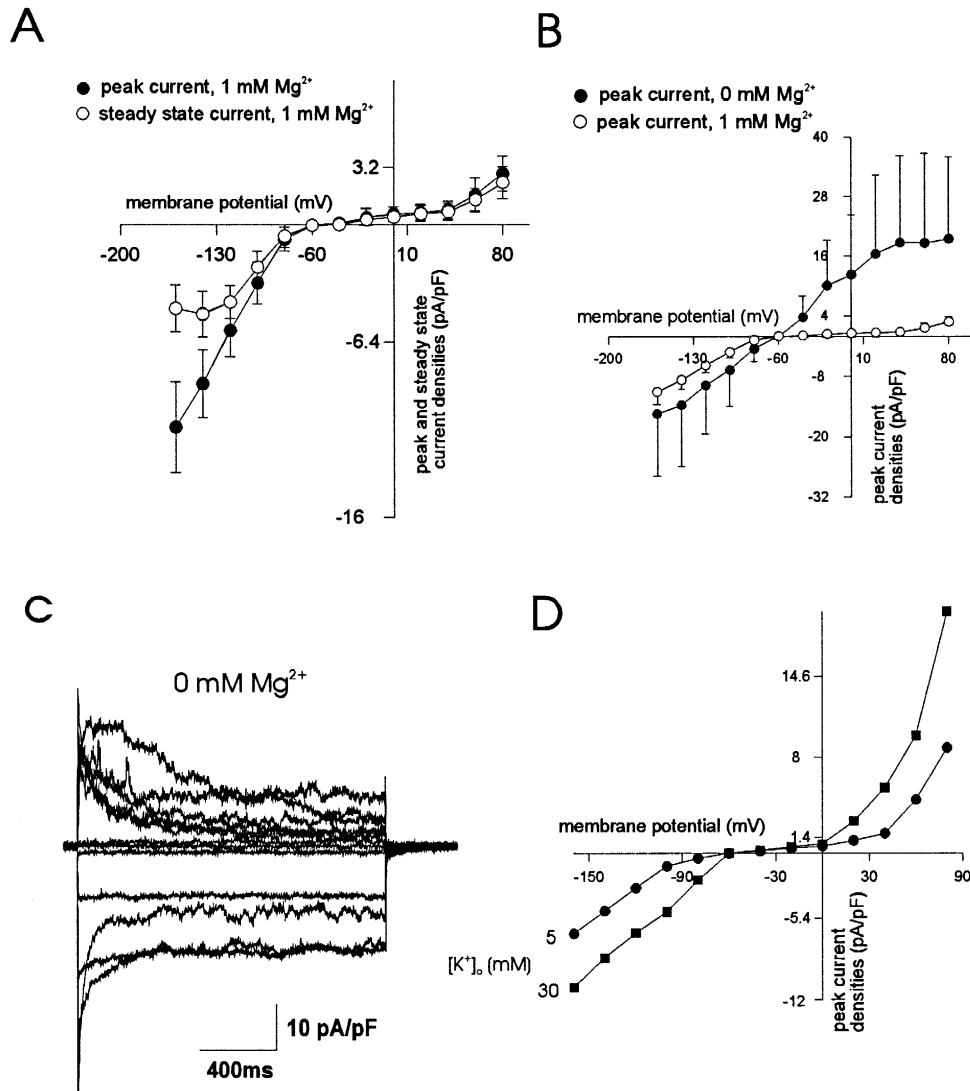 A
● peak current, 1 mM Mg2+
○ steady state current, 1 mM Mg2+
3.2
membrane potential (mV)
-200
-130
-60
10
80
-6.4
-16
peak and steady state
current densities (pA/pF)
B
● peak current, 0 mM Mg2+
○ peak current, 1 mM Mg2+
40
28
16
4
membrane potential (mV)
-200
-130
-60
10
80
-8
-20
-32
peak current
densities (pA/pF)
C
0 mM Mg2+
10 pA/pF
400ms
D
14.6
8
1.4
membrane potential (mV)
-150
-90
-30
30
90
-5.4
-12
5
[K+]o (mM)
30
peak current
densities (pA/pF)